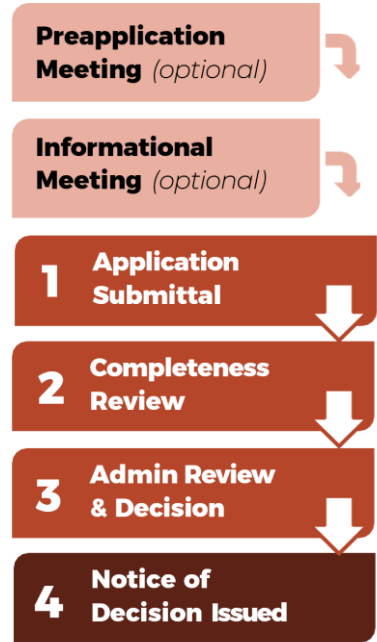 Preapplication
Meeting (optional)
Informational
Meeting (optional)
1
Application
Submittal
2
Completeness
Review
3
Admin Review
& Decision
4
Notice of
Decision Issued